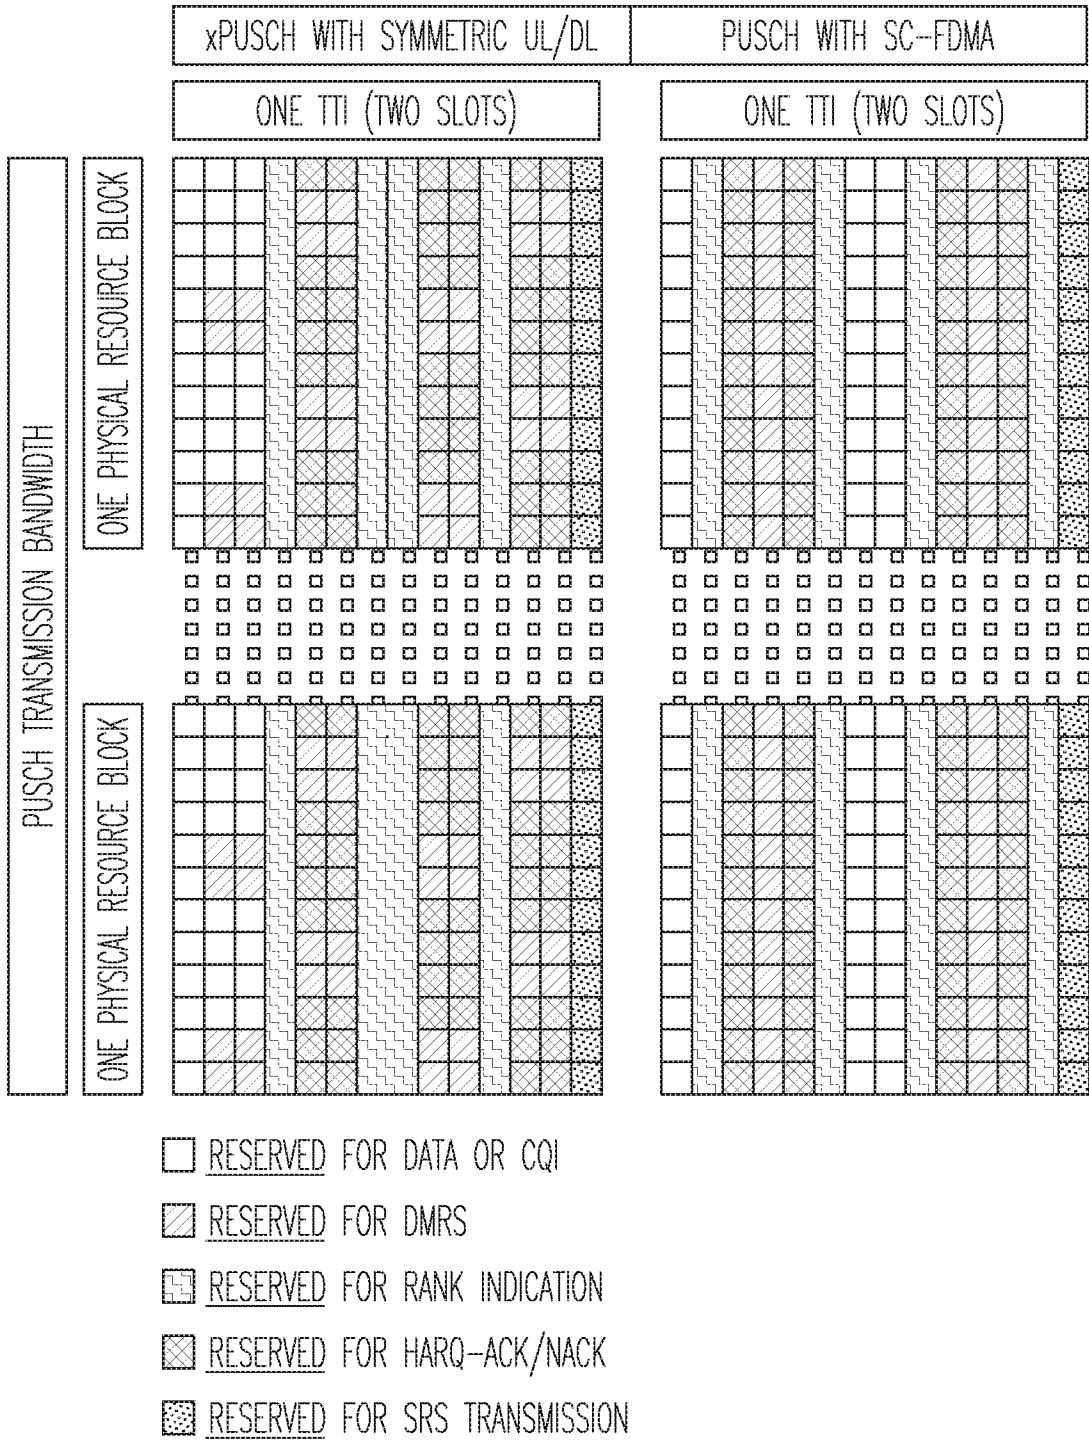 xPUSCH WITH SYMMETRIC UL/DL
PUSCH WITH SC-FDMA
ONE TTI (TWO SLOTS)
ONE TTI (TWO SLOTS)
PUSCH TRANSMISSION BANDWIDTH
ONE PHYSICAL RESOURCE BLOCK
ONE PHYSICAL RESOURCE BLOCK
RESERVED FOR DATA OR CQI
RESERVED FOR DMRS
RESERVED FOR RANK INDICATION
RESERVED FOR HARQ-ACK/NACK
RESERVED FOR SRS TRANSMISSION